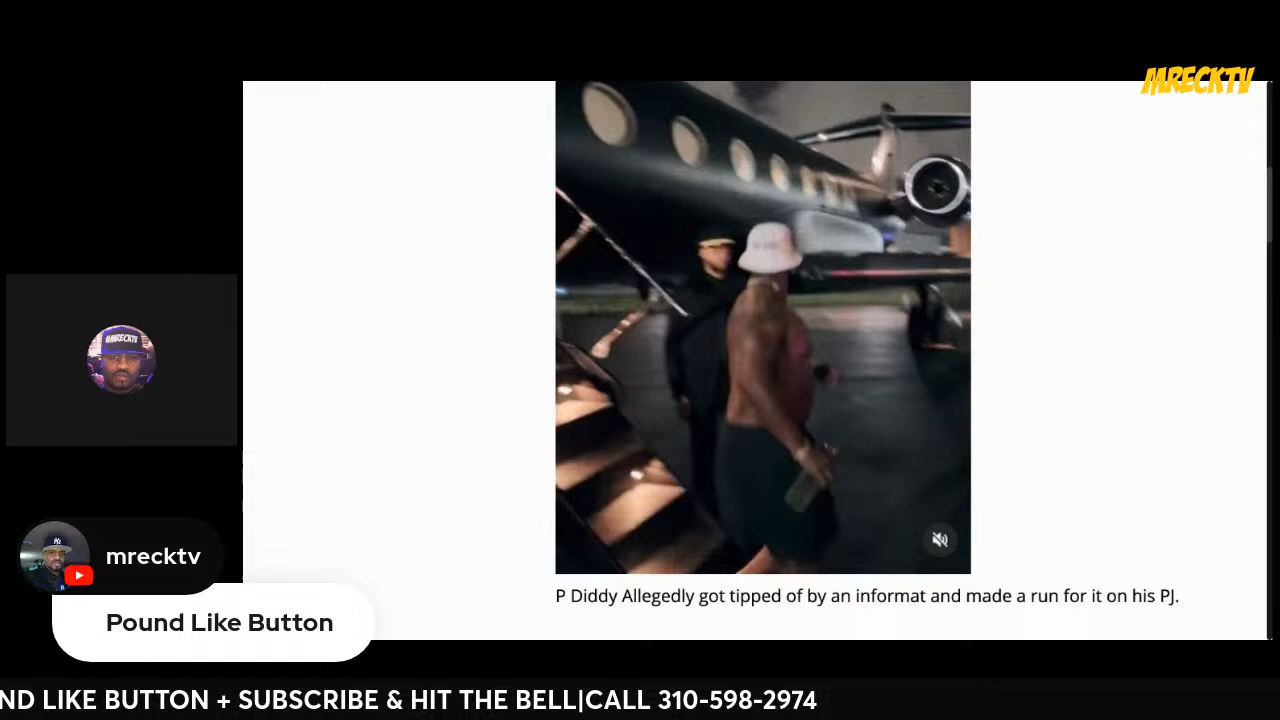 MRECKTV
#MRECKTV
P Diddy Allegedly got tipped of by an informat and made a run for it on his PJ.
mrecktv
Pound Like Button
ND LIKE BUTTON + SUBSCRIBE & HIT THE BELL|CALL 310-598-2974